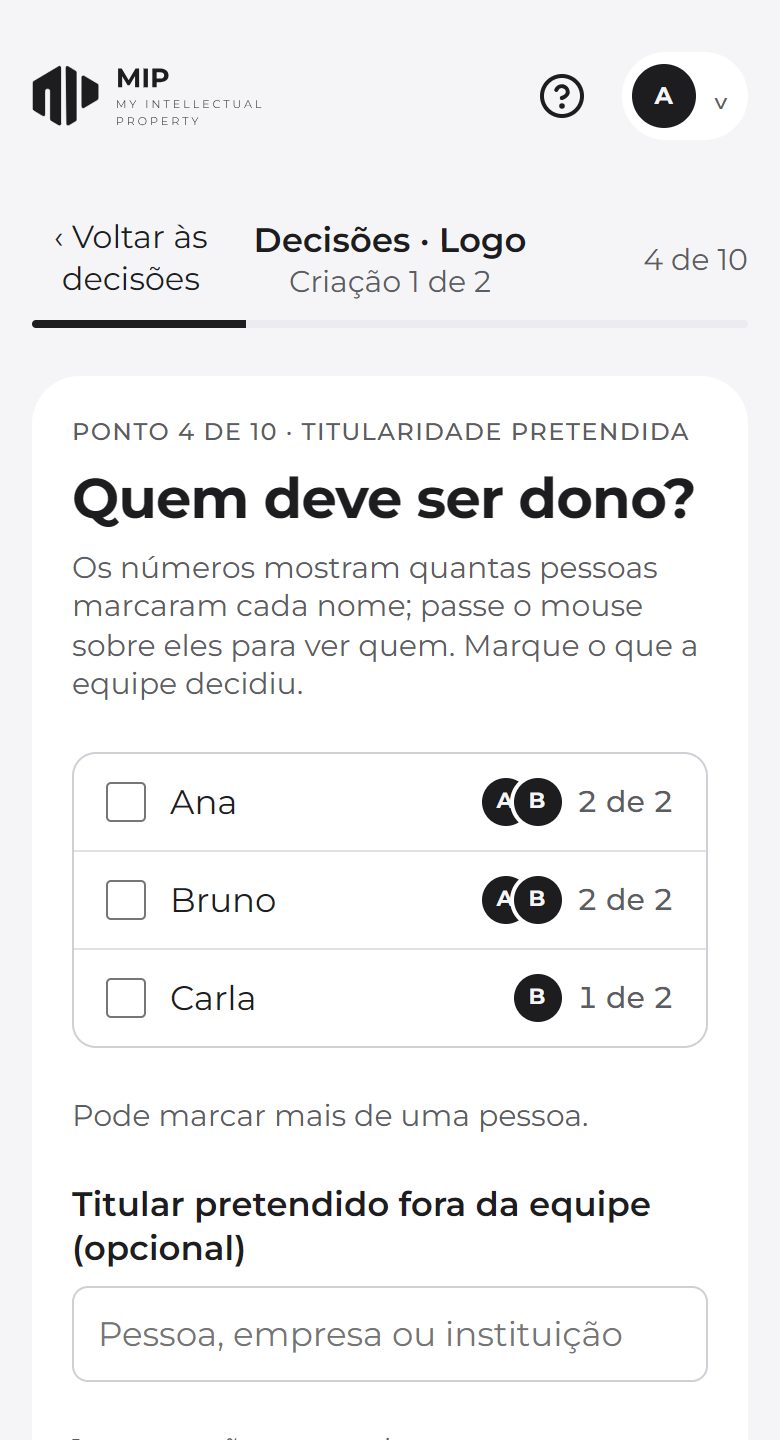 MIP
MY INTELLECTUAL
PROPERTY
A
v
‹ Voltar às
decisões
Decisões · Logo
Criação 1 de 2
4 de 10
PONTO 4 DE 10 · TITULARIDADE PRETENDIDA
Quem deve ser dono?
Os números mostram quantas pessoas
marcaram cada nome; passe o mouse
sobre eles para ver quem. Marque o que a
equipe decidiu.
Ana
A B 2 de 2
Bruno
A B 2 de 2
Carla
B 1 de 2
Pode marcar mais de uma pessoa.
Titular pretendido fora da equipe
(opcional)
Pessoa, empresa ou instituição